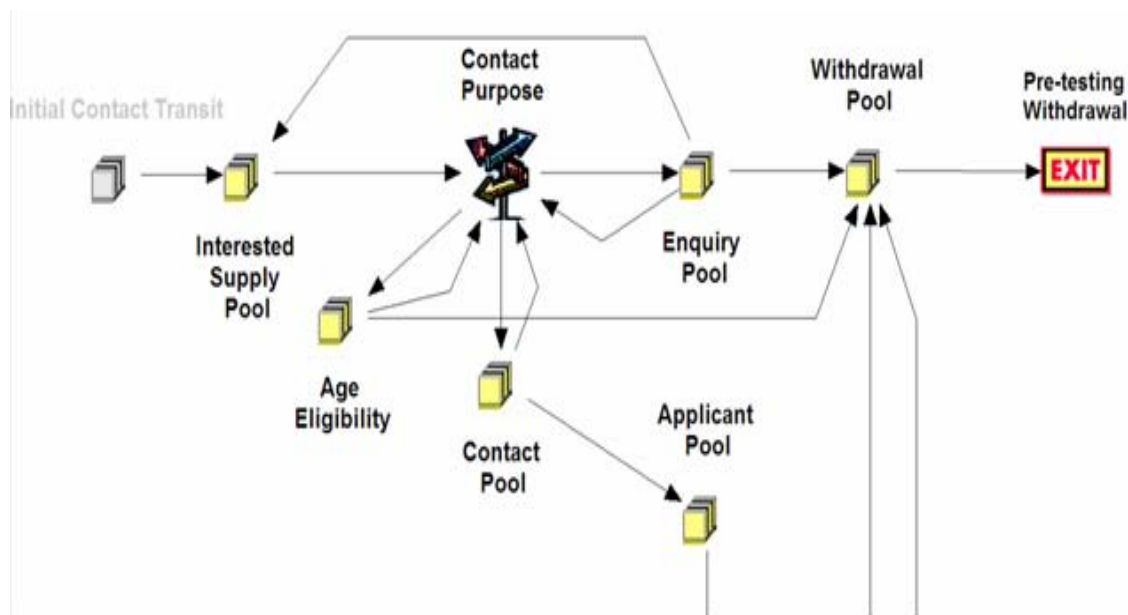 Contact
Purpose
Withdrawal
Pool
Pre-testing
Withdrawal
Initial Contact Transit
EXIT
Interested
Supply
Pool
Enquiry
Pool
Age
Eligibility
Contact
Pool
Applicant
Pool